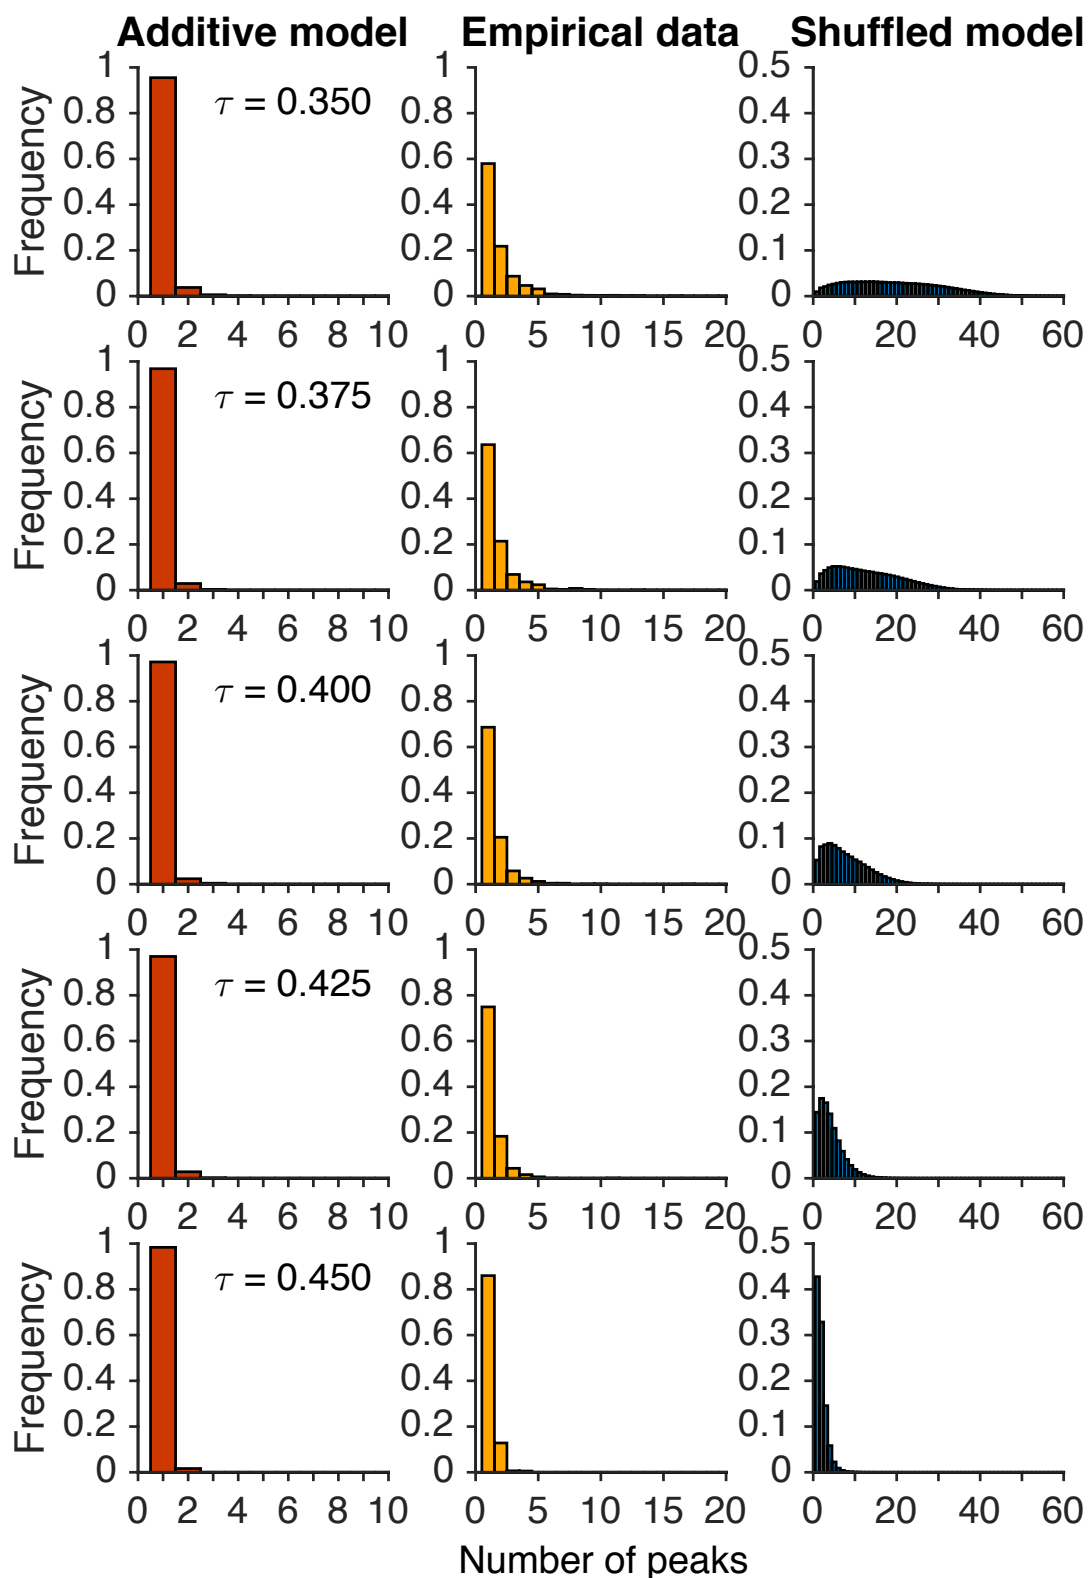 Additive model Empirical data Shuffled model
Frequency
1 0.8 0.6 0.4 0.2 0
τ = 0.350
0 2 4 6 8 10
1 0.8 0.6 0.4 0.2 0
0 5 10 15 20
0.5 0.4 0.3 0.2 0.1 0
0 20 40 60
Frequency
1 0.8 0.6 0.4 0.2 0
τ = 0.375
0 2 4 6 8 10
1 0.8 0.6 0.4 0.2 0
0 5 10 15 20
0.5 0.4 0.3 0.2 0.1 0
0 20 40 60
Frequency
1 0.8 0.6 0.4 0.2 0
τ = 0.400
0 2 4 6 8 10
1 0.8 0.6 0.4 0.2 0
0 5 10 15 20
0.5 0.4 0.3 0.2 0.1 0
0 20 40 60
Frequency
1 0.8 0.6 0.4 0.2 0
τ = 0.425
0 2 4 6 8 10
1 0.8 0.6 0.4 0.2 0
0 5 10 15 20
0.5 0.4 0.3 0.2 0.1 0
0 20 40 60
Frequency
1 0.8 0.6 0.4 0.2 0
τ = 0.450
0 2 4 6 8 10
1 0.8 0.6 0.4 0.2 0
0 5 10 15 20
0.5 0.4 0.3 0.2 0.1 0
0 20 40 60
Number of peaks